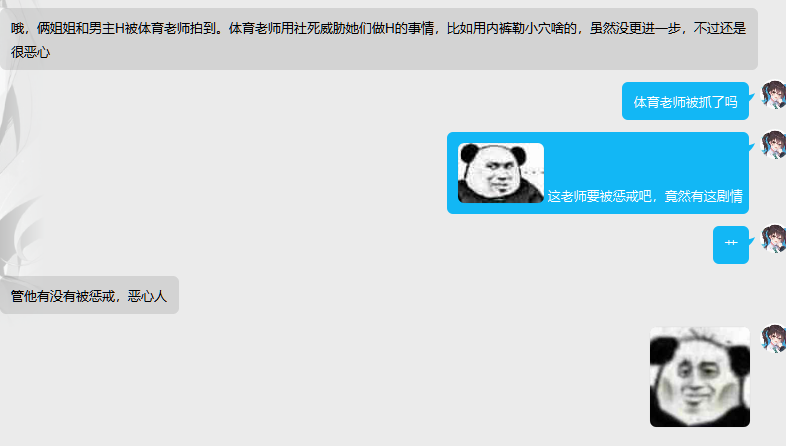 哦，俩姐姐和男主H被体育老师拍到。体育老师用社死威胁她们做H的事情，比如用内裤勒小穴啥的，虽然没更进一步，不过还是
很恶心
体育老师被抓了吗
这老师要被惩戒吧，竟然有这剧情
艹
管他有没有被惩戒，恶心人